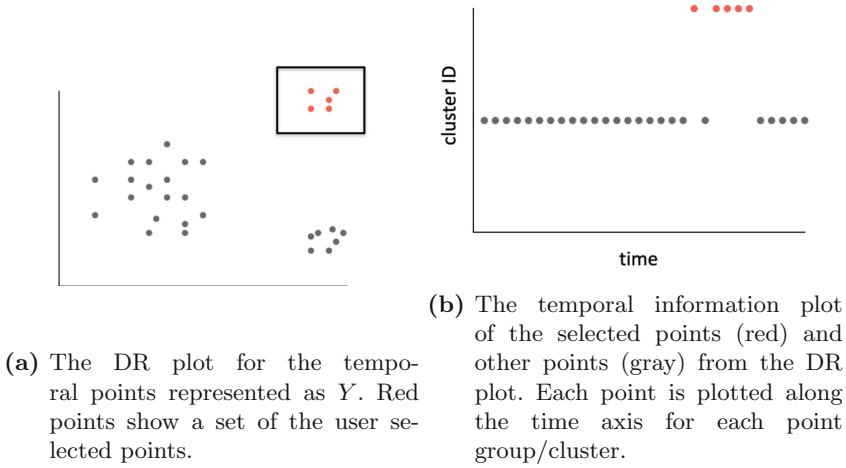 cluster ID
time
(a) The DR plot for the tempo-
ral points represented as Y. Red
points show a set of the user se-
lected points.
(b) The temporal information plot
of the selected points (red) and
other points (gray) from the DR
plot. Each point is plotted along
the time axis for each point
group/cluster.